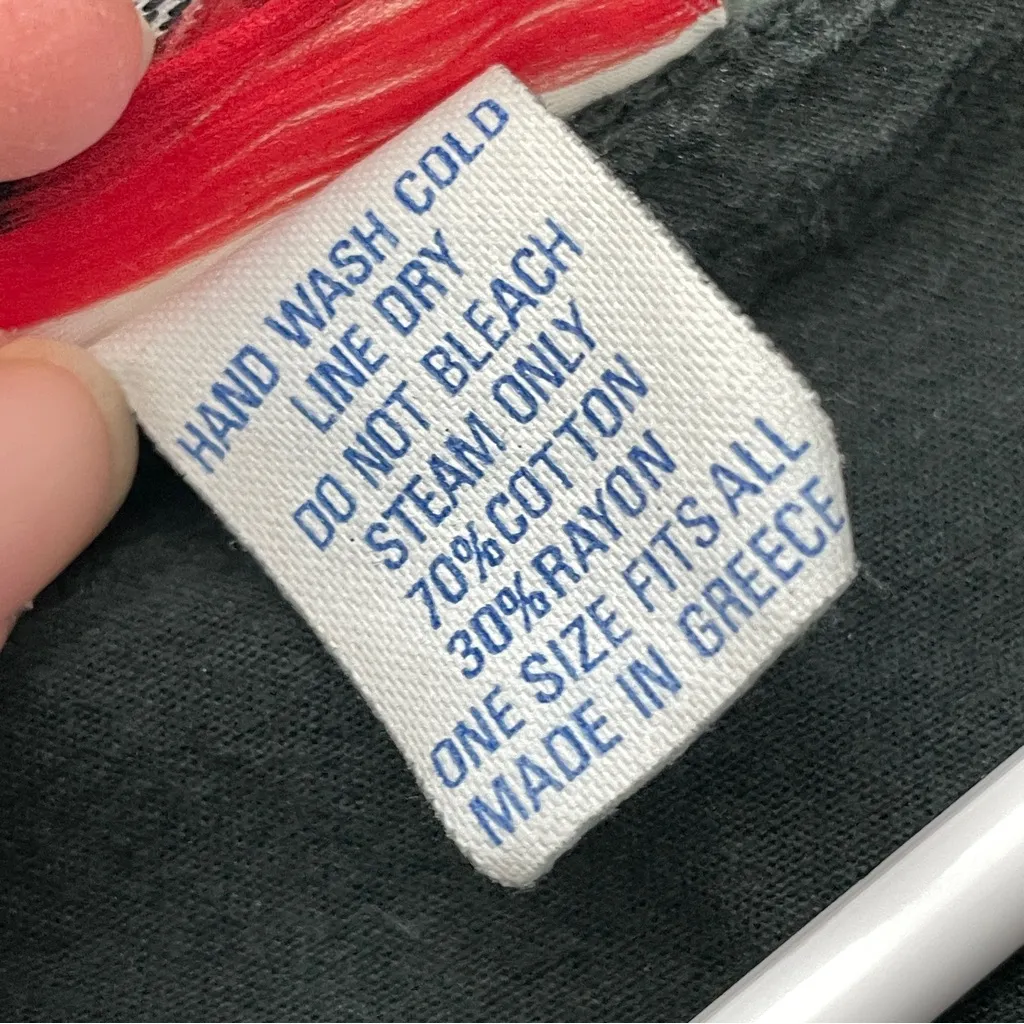 HAND WASH COLD
LINE DRY
DO NOT BLEACH
STEAM ONLY
70%COTTON
30%RAYON
ONE SIZE FITS ALL
MADE IN GREECE